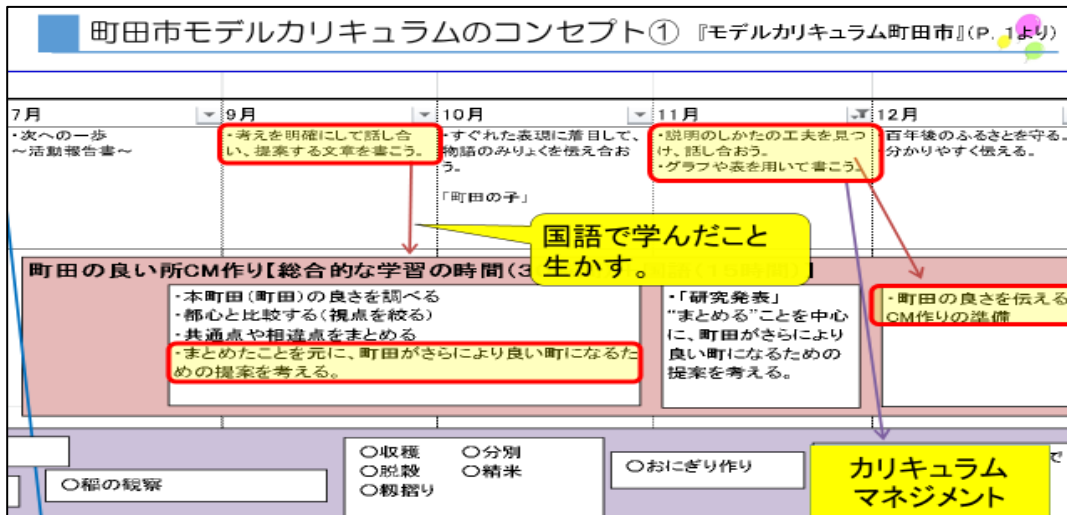 町田市モデルカリキュラムのコンセプト① 『モデルカリキュラム町田市』(P. 1より)
7月
・次への一歩
～活動報告書～
9月
・考えを明確にして話し合
い、提案する文章を書こう。
10月
・すぐれた表現に着目して、
物語のみりょくを伝え合お
う。
「町田の子」
11月
・説明のしかたの工夫を見つ
け、話し合おう。
・グラフや表を用いて書こう。
12月
・百年後のふるさとを守る。
分かりやすく伝える。
国語で学んだこと
生かす。
町田の良い所CM作り【総合的な学習の時間(3
・本町田(町田)の良さを調べる
・都心と比較する(視点を絞る)
・共通点や相違点をまとめる
・まとめたことを元に、町田がさらにより良い町になるた
めの提案を考える。
・「研究発表」
"まとめる"ことを中心
に、町田がさらにより
良い町になるための
提案を考える。
・町田の良さを伝える
CM作りの準備
○稲の観察
○収穫 ○分別
○脱穀 ○精米
○籾摺り
○おにぎり作り
で
カリキュラム
マネジメント